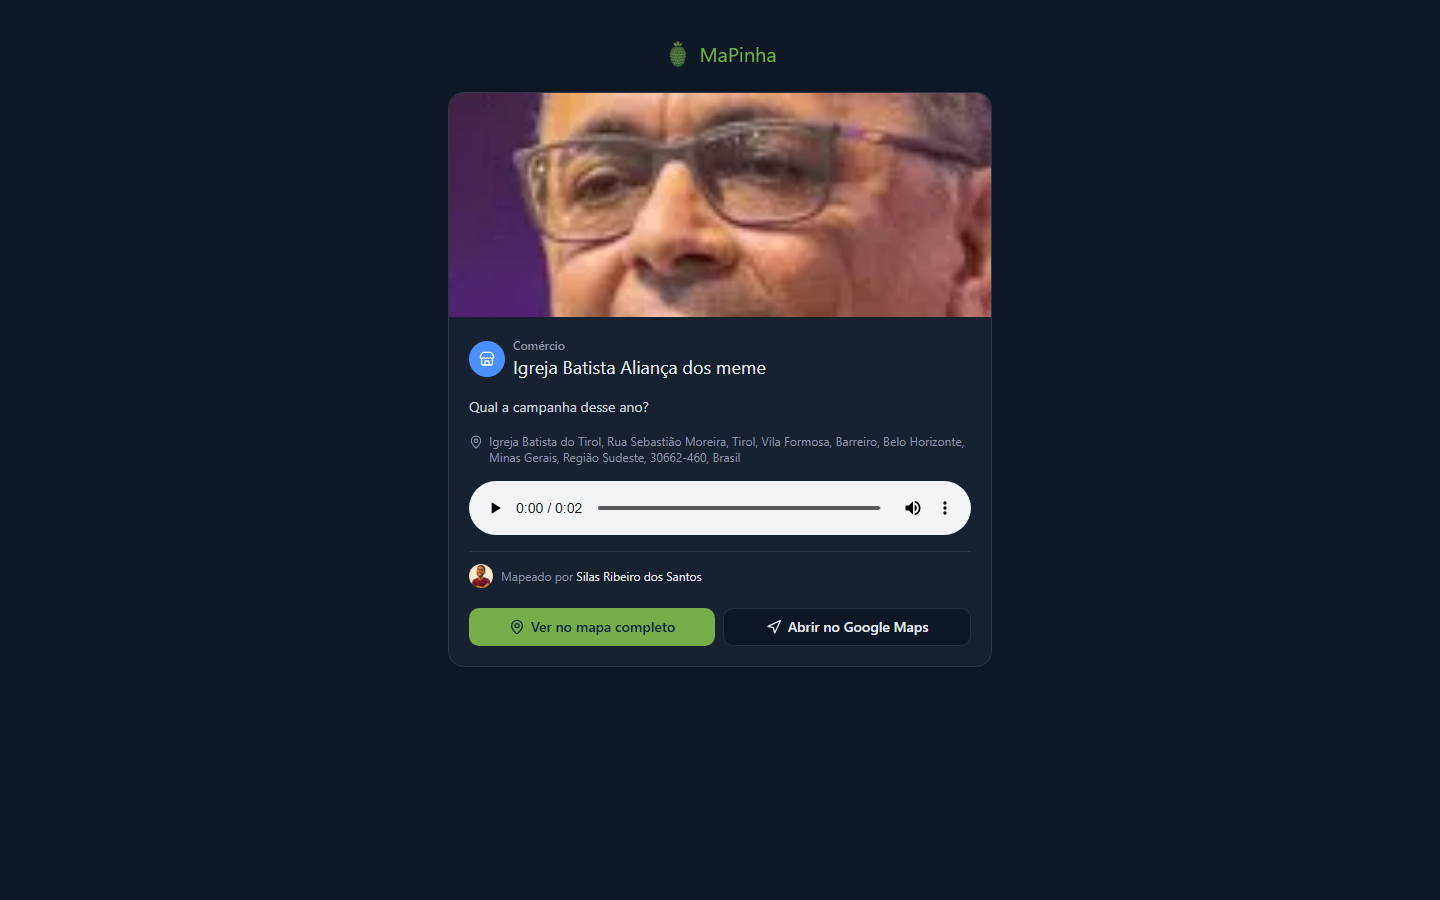 MaPinha
Comércio
Igreja Batista Aliança dos meme
Qual a campanha desse ano?
Igreja Batista do Tirol, Rua Sebastião Moreira, Tirol, Vila Formosa, Barreiro, Belo Horizonte,
Minas Gerais, Região Sudeste, 30662-460, Brasil
0:00 / 0:02
Mapeado por Silas Ribeiro dos Santos
Ver no mapa completo
Abrir no Google Maps